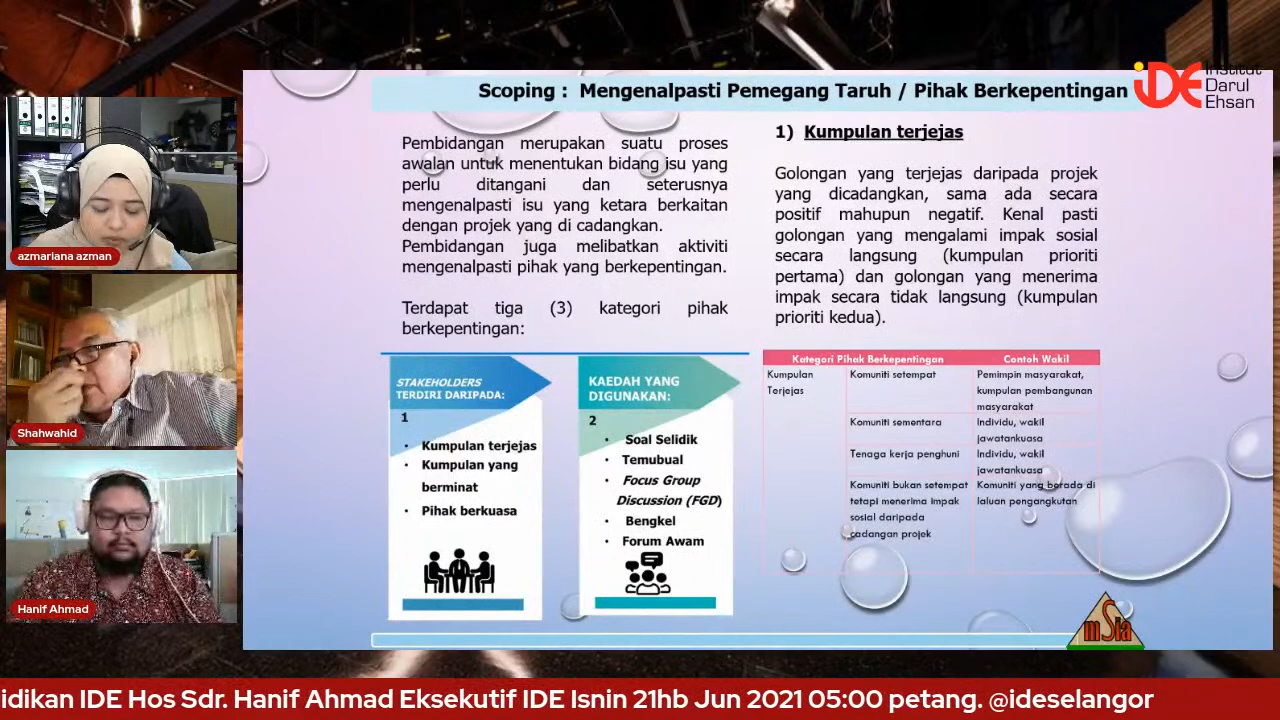 Scoping :  Mengenalpasti Pemegang Taruh / Pihak Berkepentingan
iDE
Institut
Darul
Ehsan
Pembidangan merupakan suatu proses
awalan untuk menentukan bidang isu yang
perlu ditangani dan seterusnya
mengenalpasti isu yang ketara berkaitan
dengan projek yang di cadangkan.
Pembidangan juga melibatkan aktiviti
mengenalpasti pihak yang berkepentingan.
Terdapat tiga (3) kategori pihak
berkepentingan:
STAKEHOLDERS
TERDIRI DARIPADA:
1
• Kumpulan terjejas
• Kumpulan yang
berminat
• Pihak berkuasa
KAEDAH YANG
DIGUNAKAN:
2
• Soal Selidik
• Temubual
• Focus Group
Discussion (FGD)
• Bengkel
• Forum Awam
1) Kumpulan terjejas
Golongan yang terjejas daripada projek
yang dicadangkan, sama ada secara
positif mahupun negatif. Kenal pasti
golongan yang mengalami impak sosial
secara langsung (kumpulan prioriti
pertama) dan golongan yang menerima
impak secara tidak langsung (kumpulan
prioriti kedua).
Kategori Pihak Berkepentingan Contoh Wakil
Kumpulan Komuniti setempat Pemimpin masyarakat,
Terjejas kumpulan pembangunan
masyarakat
Komuniti sementara Individu, wakil
jawatankuasa
Tenaga kerja penghuni Individu, wakil
jawatankuasa
Komuniti bukan setempat Komuniti yang berada di
tetapi menerima impak laluan pengangkutan
sosial daripada
cadangan projek
mSia
azmariana azman
Shahwahid
Hanif Ahmad
idikan IDE Hos Sdr. Hanif Ahmad Eksekutif IDE Isnin 21hb Jun 2021 05:00 petang. @ideselangor